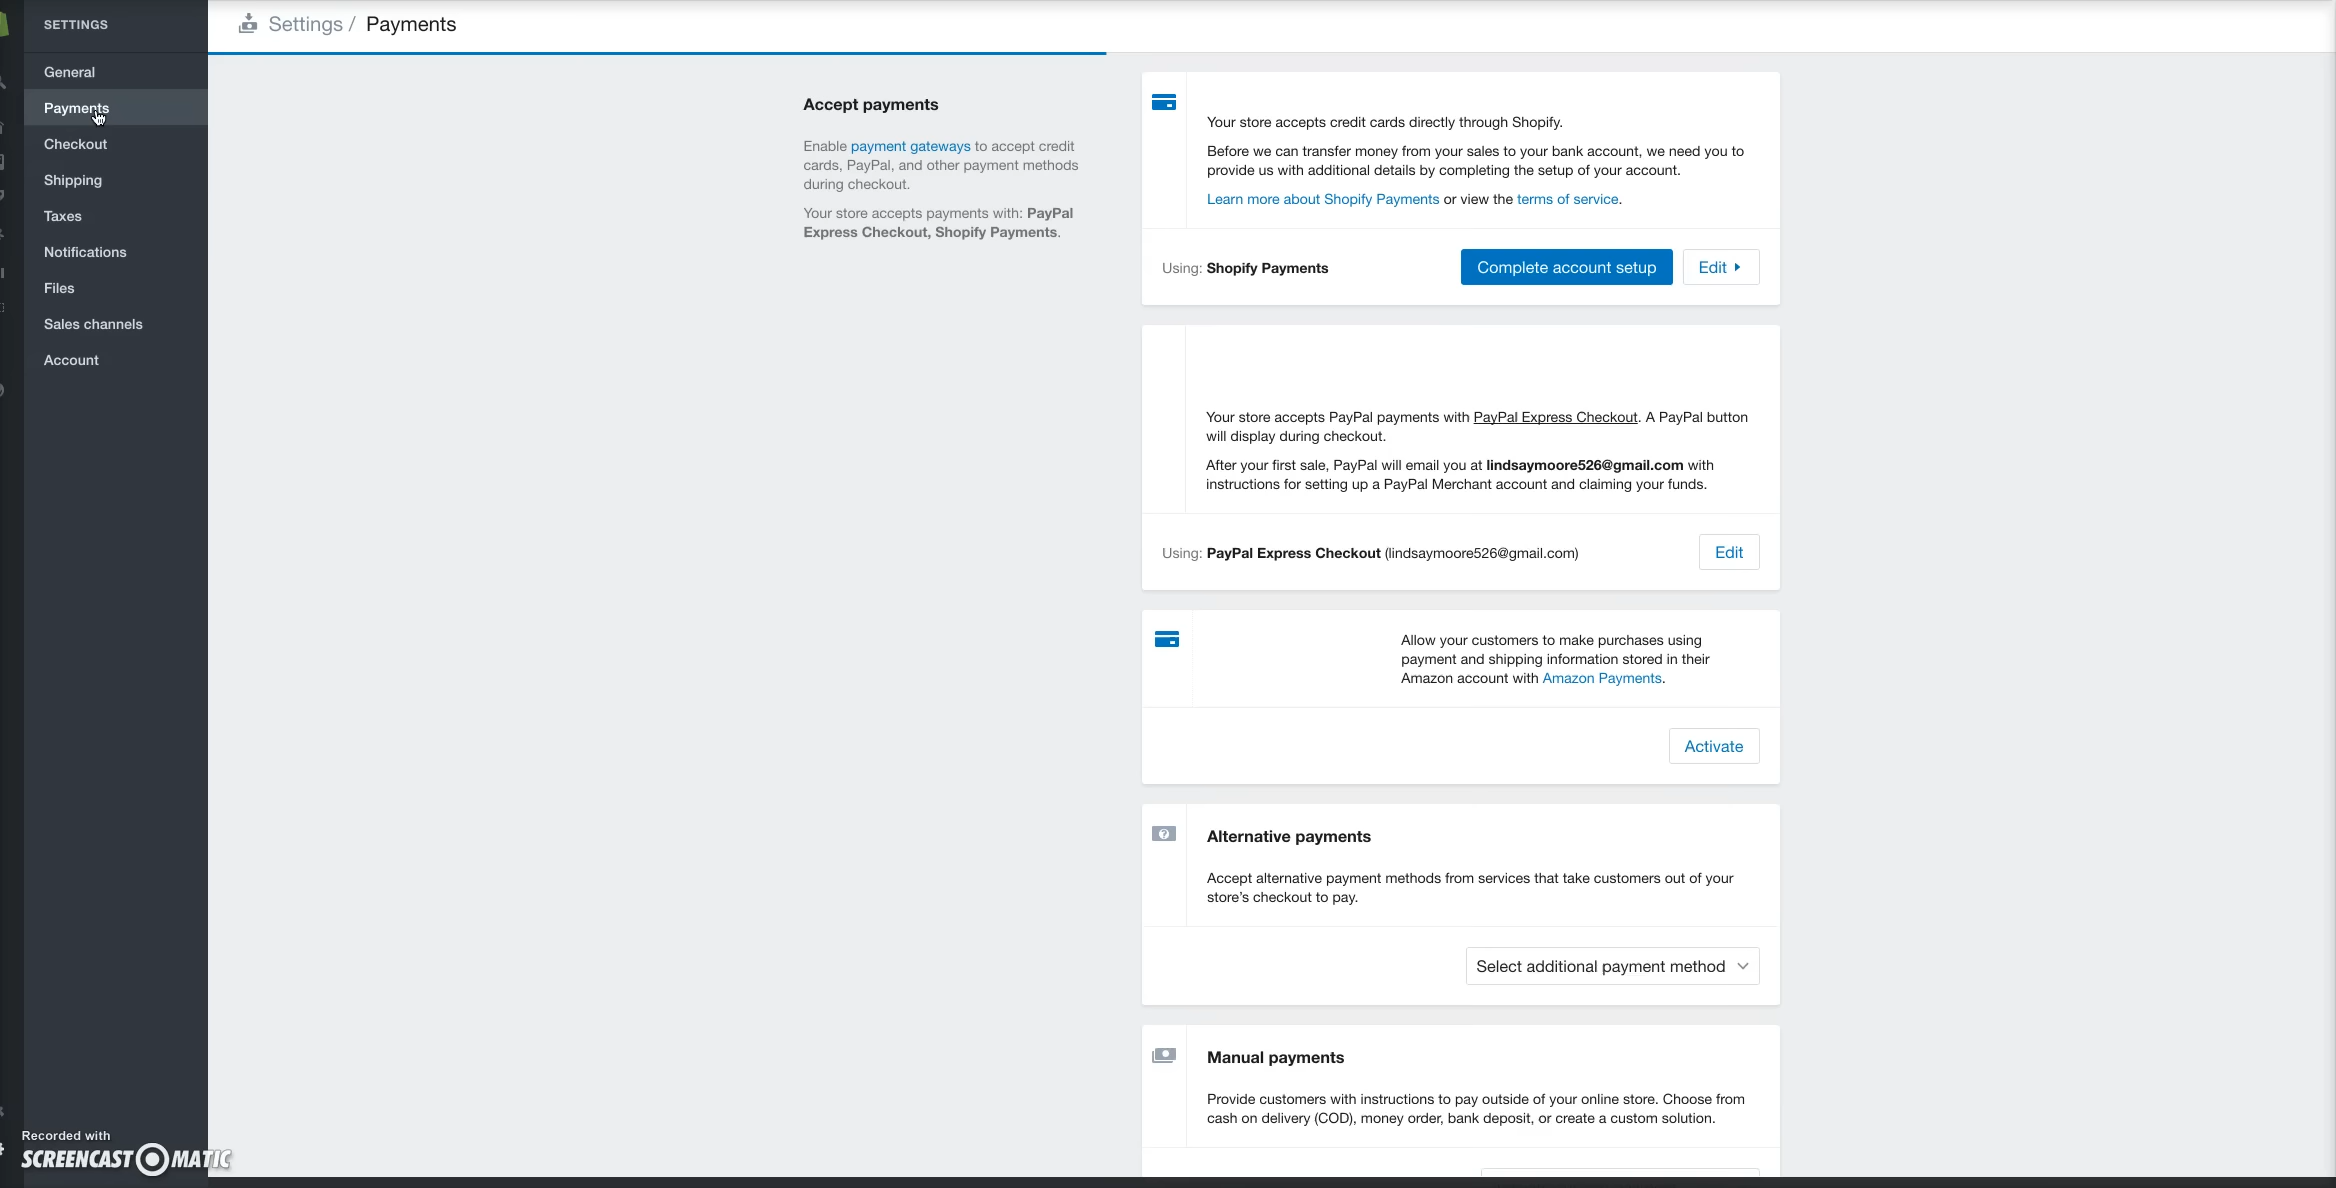 SETTINGS
General
Payments
Checkout
Shipping
Taxes
Notifications
Files
Sales channels
Account
Recorded with
SCREENCAST MATIC
Settings / Payments
Accept payments
Enable payment gateways to accept credit
cards, PayPal, and other payment methods
during checkout.
Your store accepts payments with: PayPal
Express Checkout, Shopify Payments.
Your store accepts credit cards directly through Shopify.
Before we can transfer money from your sales to your bank account, we need you to
provide us with additional details by completing the setup of your account.
Learn more about Shopify Payments or view the terms of service.
Using: Shopify Payments
Complete account setup
Edit
Your store accepts PayPal payments with PayPal Express Checkout. A PayPal button
will display during checkout.
After your first sale, PayPal will email you at lindsaymoore526@gmail.com with
instructions for setting up a PayPal Merchant account and claiming your funds.
Using: PayPal Express Checkout (lindsaymoore526@gmail.com)
Edit
Allow your customers to make purchases using
payment and shipping information stored in their
Amazon account with Amazon Payments.
Activate
Alternative payments
Accept alternative payment methods from services that take customers out of your
store’s checkout to pay.
Select additional payment method
Manual payments
Provide customers with instructions to pay outside of your online store. Choose from
cash on delivery (COD), money order, bank deposit, or create a custom solution.